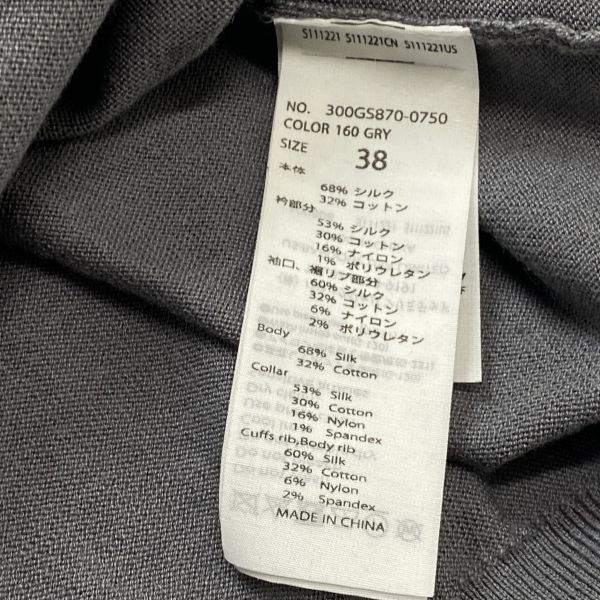 S111221 S111221CN S111221US
NO. 300GS870-0750
COLOR 160 GRY
SIZE 38
本体
68% シルク
32% コットン
衿部分
53% シルク
30% コットン
16% ナイロン
1% ポリウレタン
袖口、裾リブ部分
60% シルク
32% コットン
6% ナイロン
2% ポリウレタン
Body
68% Silk
32% Cotton
Collar
53% Silk
30% Cotton
16% Nylon
1% Spandex
Cuffs rib,Body rib
60% Silk
32% Cotton
6% Nylon
2% Spandex
MADE IN CHINA